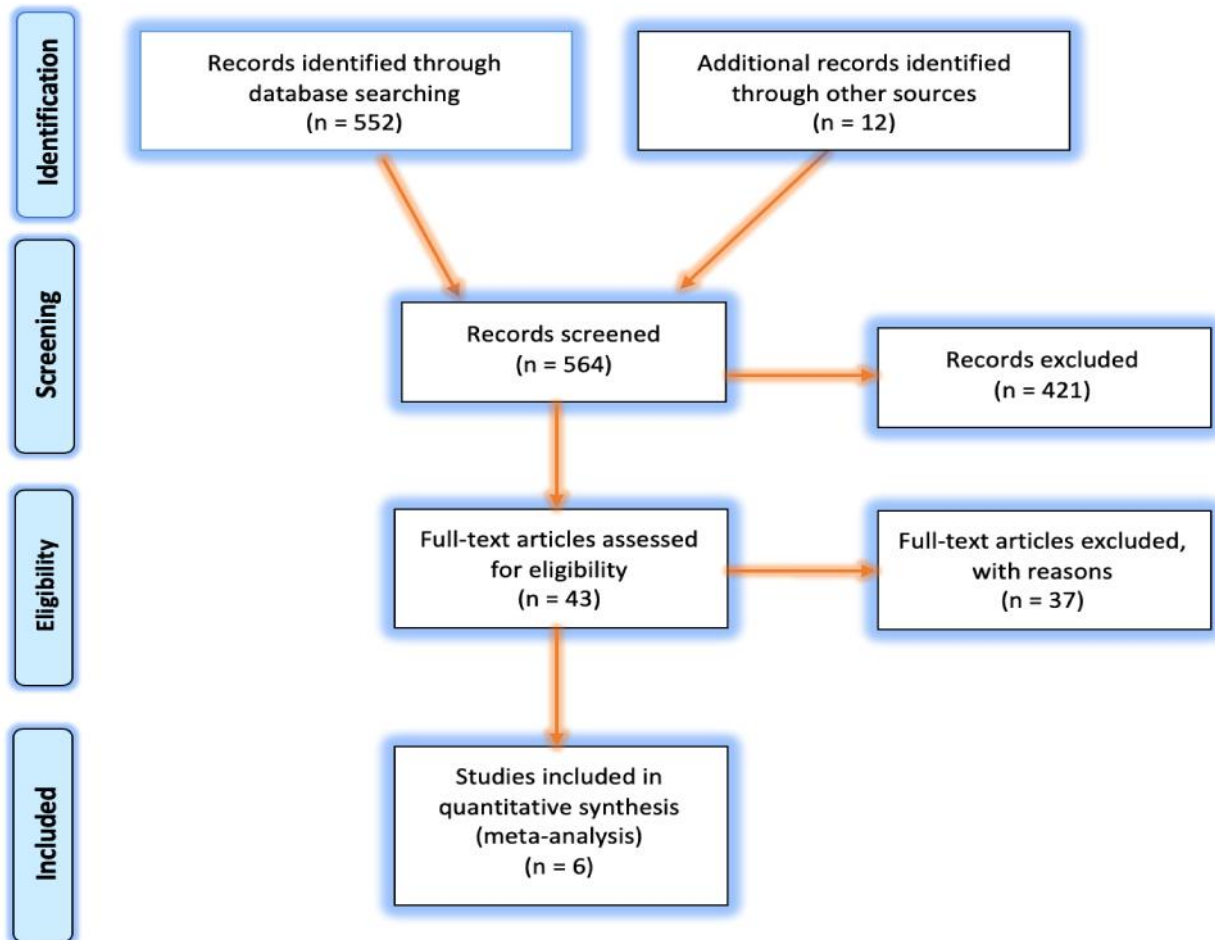 Identification
Records identified through
database searching
(n = 552)
Additional records identified
through other sources
(n = 12)
Screening
Records screened
(n = 564)
Records excluded
(n = 421)
Eligibility
Full-text articles assessed
for eligibility
(n = 43)
Full-text articles excluded,
with reasons
(n = 37)
Included
Studies included in
quantitative synthesis
(meta-analysis)
(n = 6)